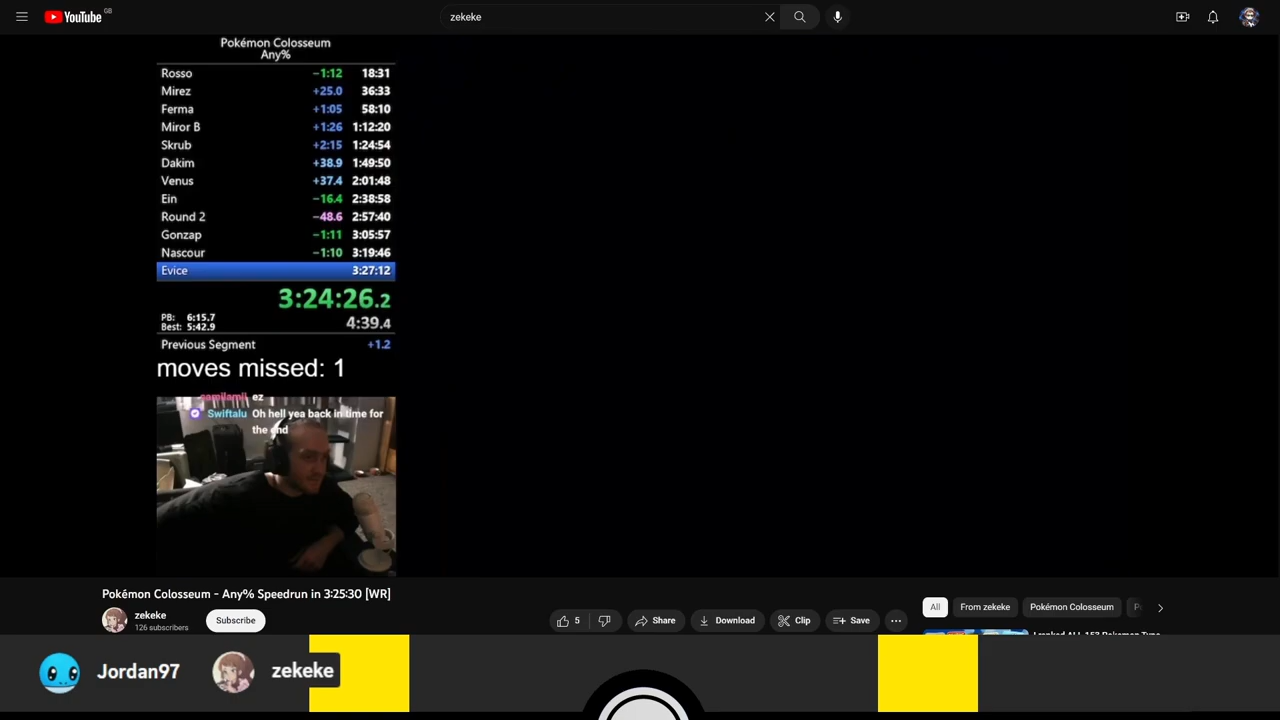 YouTube GB
zekeke
Pokémon Colosseum
Any%
Rosso −1:12 18:31
Mirez +25.0 36:33
Ferma +1:05 58:10
Miror B +1:26 1:12:20
Skrub +2:15 1:24:54
Dakim +38.9 1:49:50
Venus +37.4 2:01:48
Ein −16.4 2:38:58
Round 2 −48.6 2:57:40
Gonzap −1:11 3:05:57
Nascour −1:10 3:19:46
Evice 3:27:12
3:24:26.2
PB: 6:15.7
Best: 5:42.9
4:39.4
Previous Segment +1.2
moves missed: 1
ez
Swiftalu Oh hell yea back in time for
the end
Pokémon Colosseum - Any% Speedrun in 3:25:30 [WR]
zekeke
126 subscribers
Subscribe
5
Share
Download
Clip
Save
All
From zekeke
Pokémon Colosseum
Jordan97
zekeke